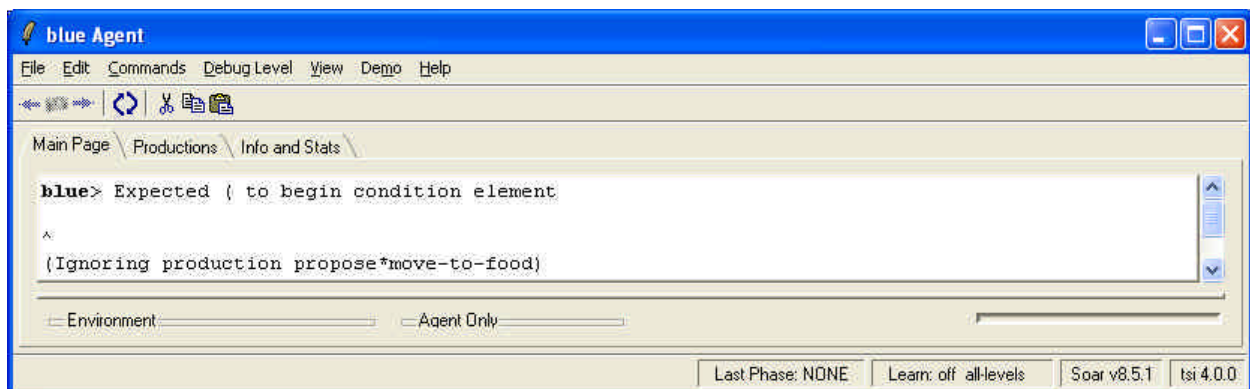 blue Agent
File Edit Commands Debug Level View Demo Help
Main Page Productions Info and Stats
blue> Expected ( to begin condition element
^
(Ignoring production propose*move-to-food)
Environment Agent Only
Last Phase: NONE Learn: off all-levels Soar v8.5.1 tsi 4.0.0